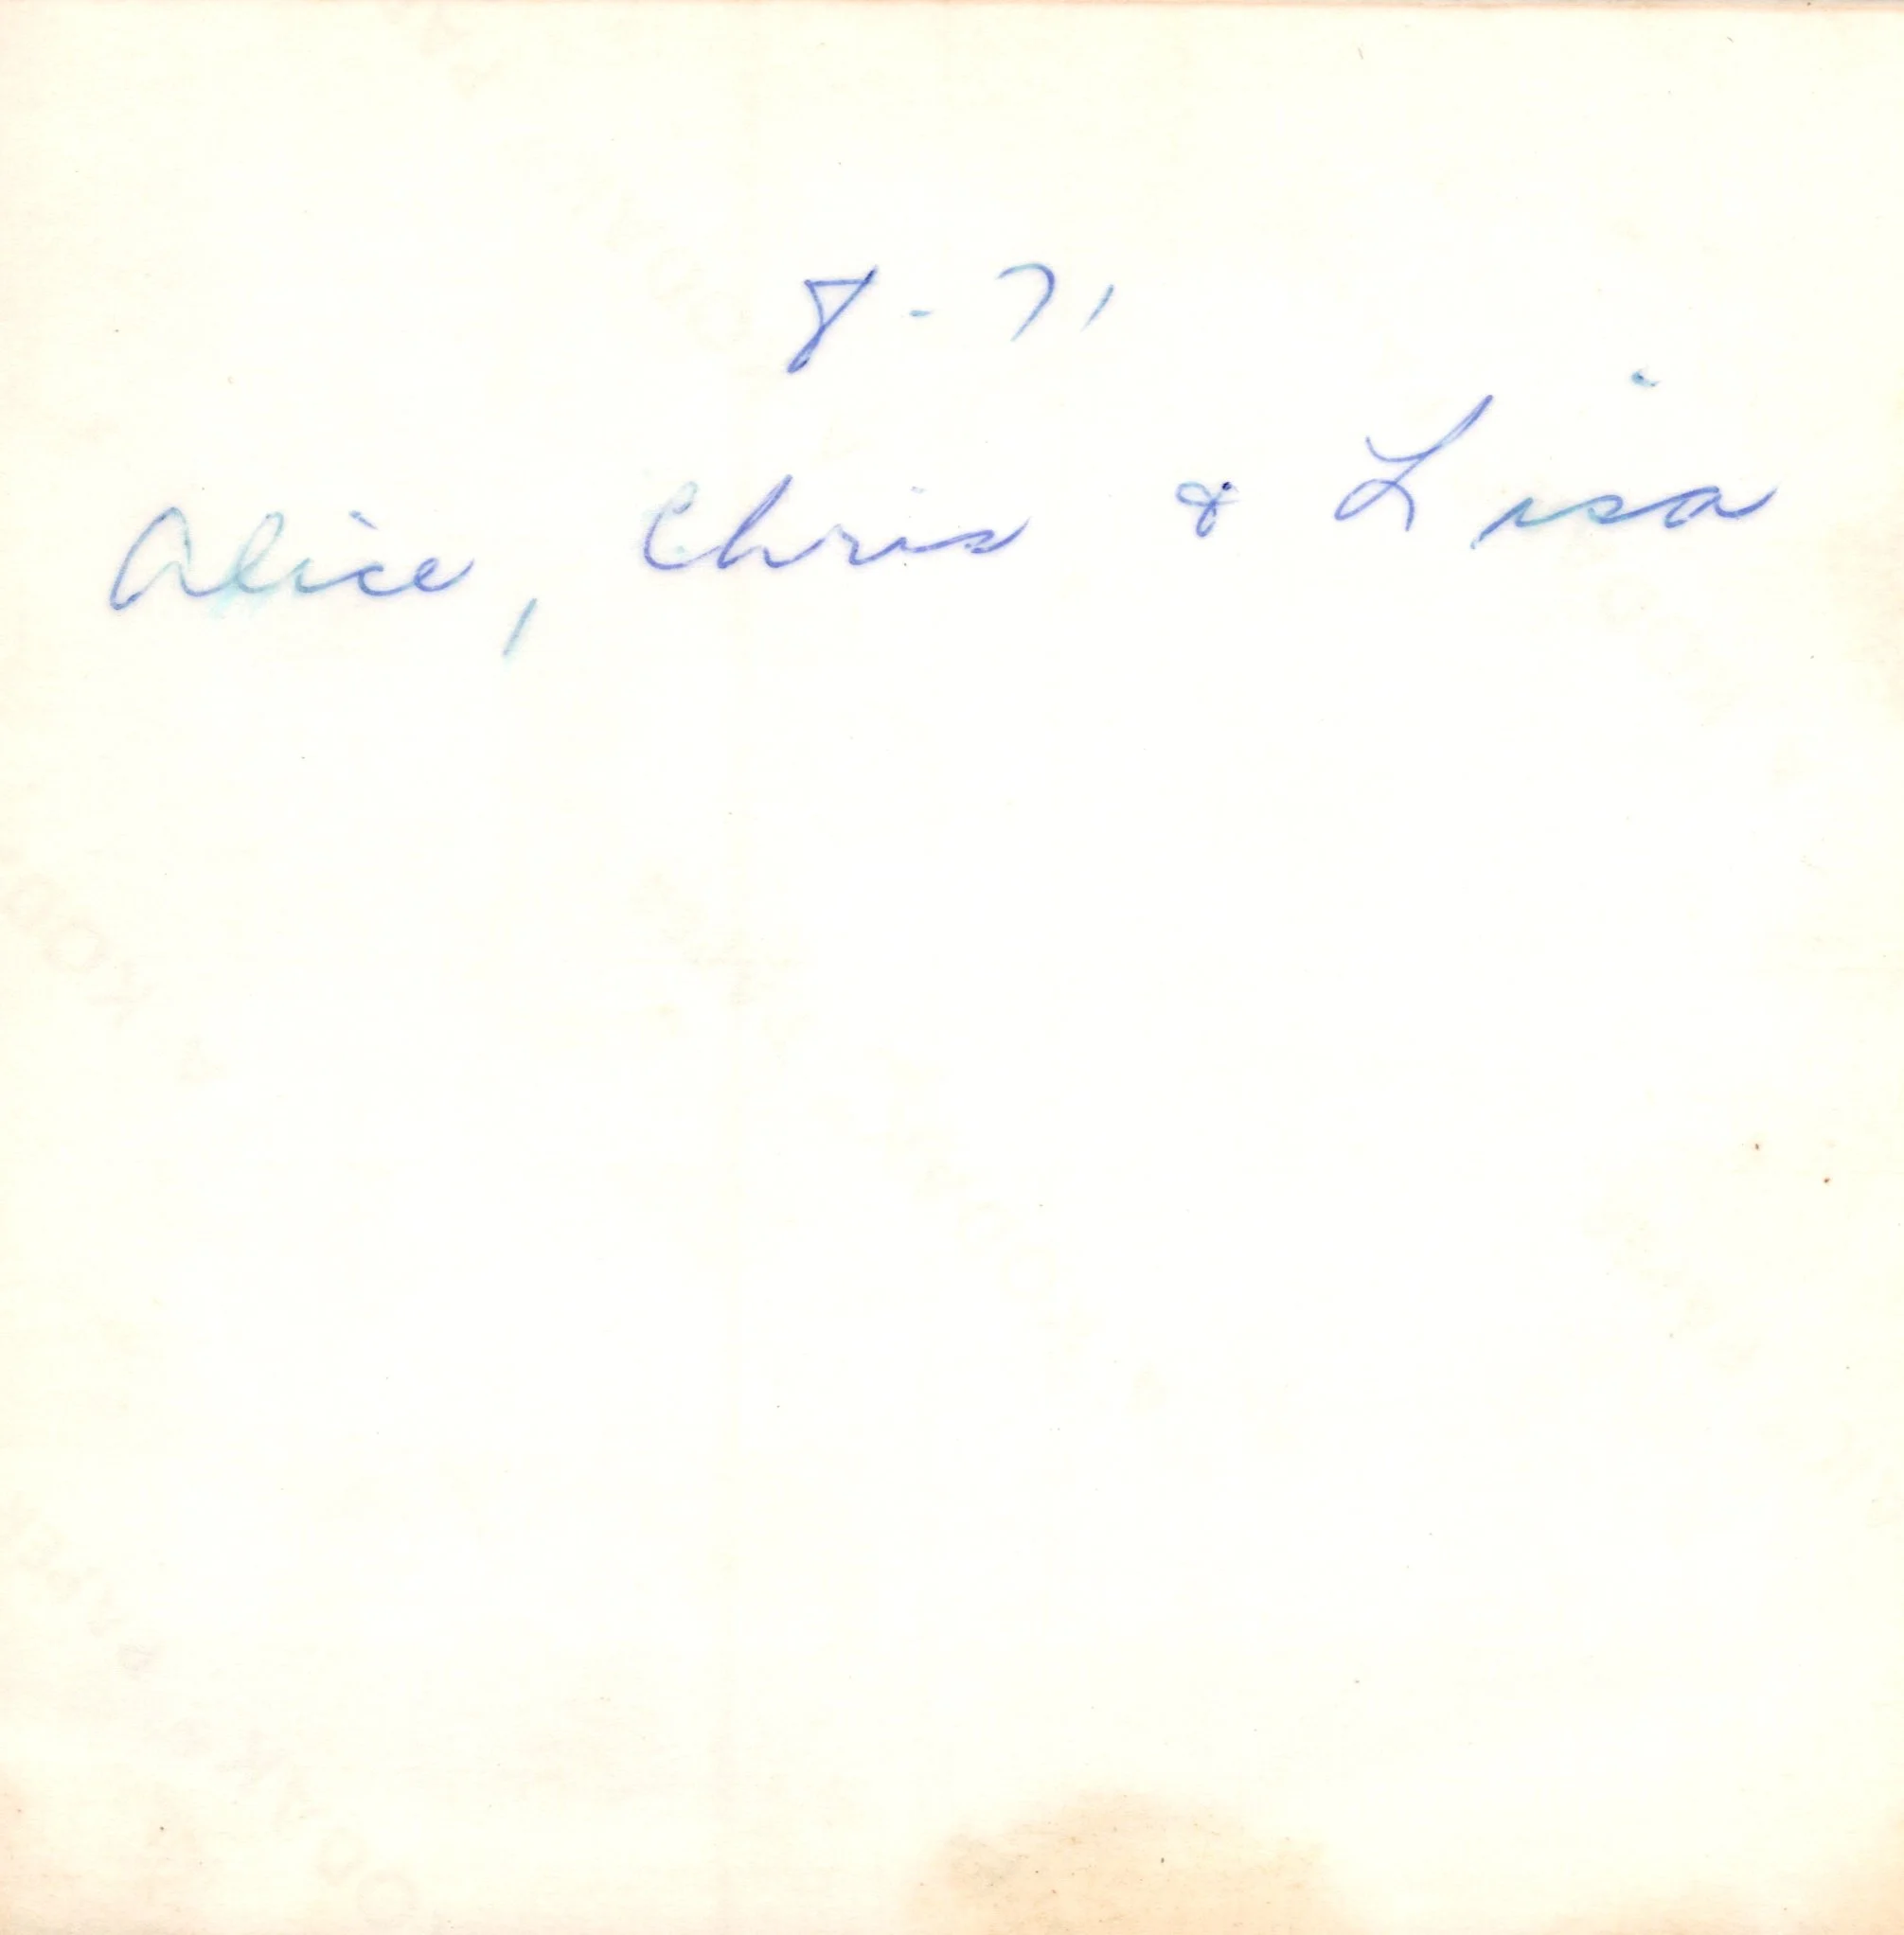 8-71
Alice, Chris & Lisa